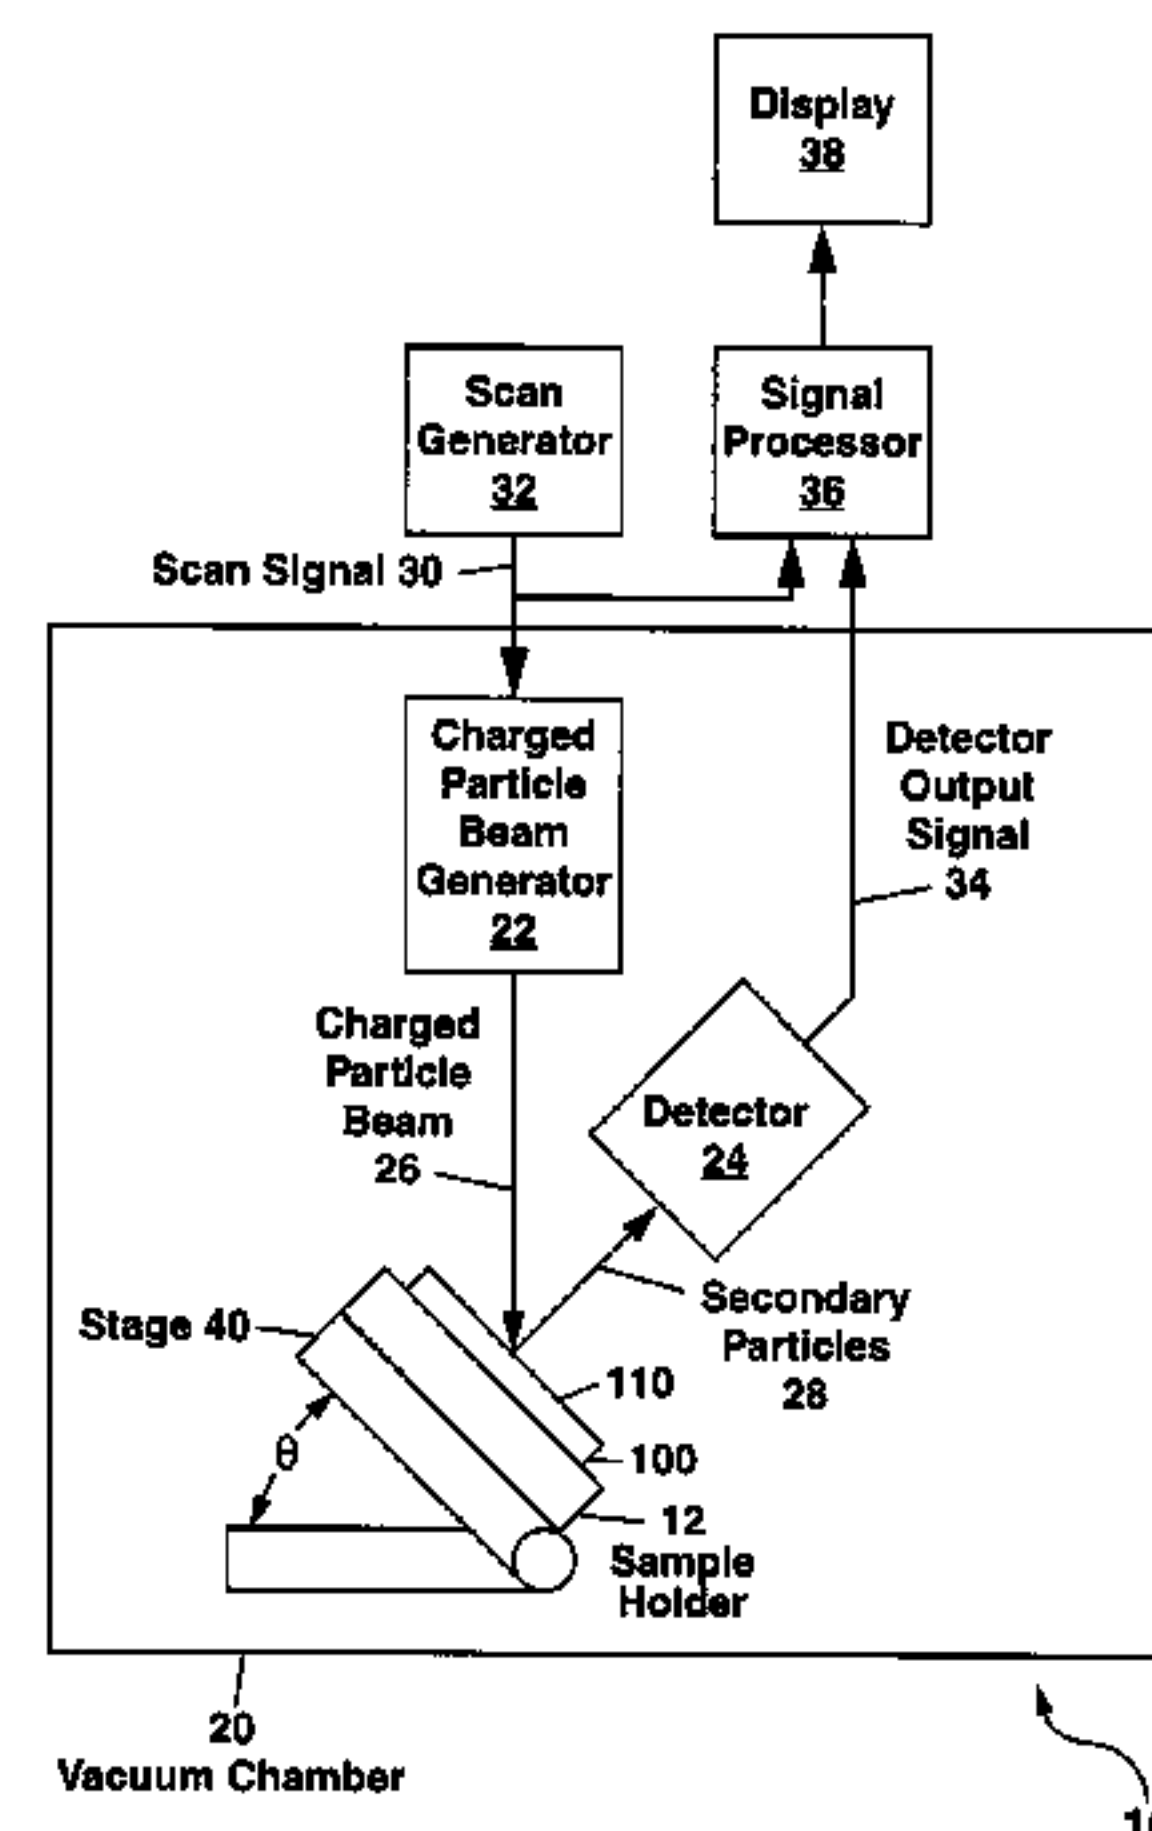 Display
38
Scan
Generator
32
Signal
Processor
36
Scan Signal 30
Charged
Particle
Beam
Generator
22
Detector
Output
Signal
34
Charged
Particle
Beam
26
Detector
24
Stage 40
Secondary
Particles
28
110
θ
100
12
Sample
Holder
20
Vacuum Chamber